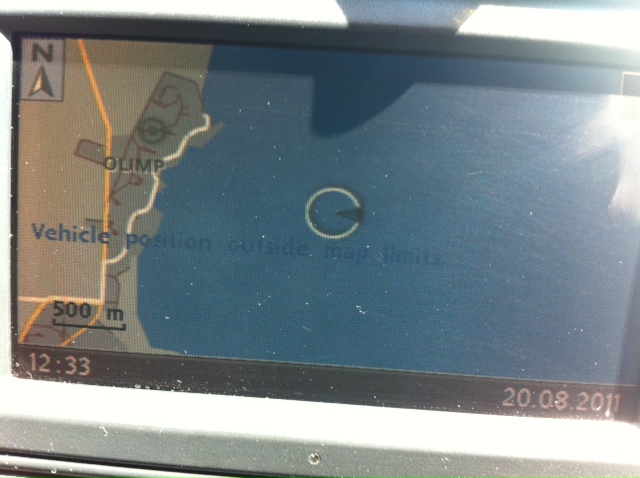 N
OLIMP
Vehicle position outside map limits
500 m
12:33
20.08.2011